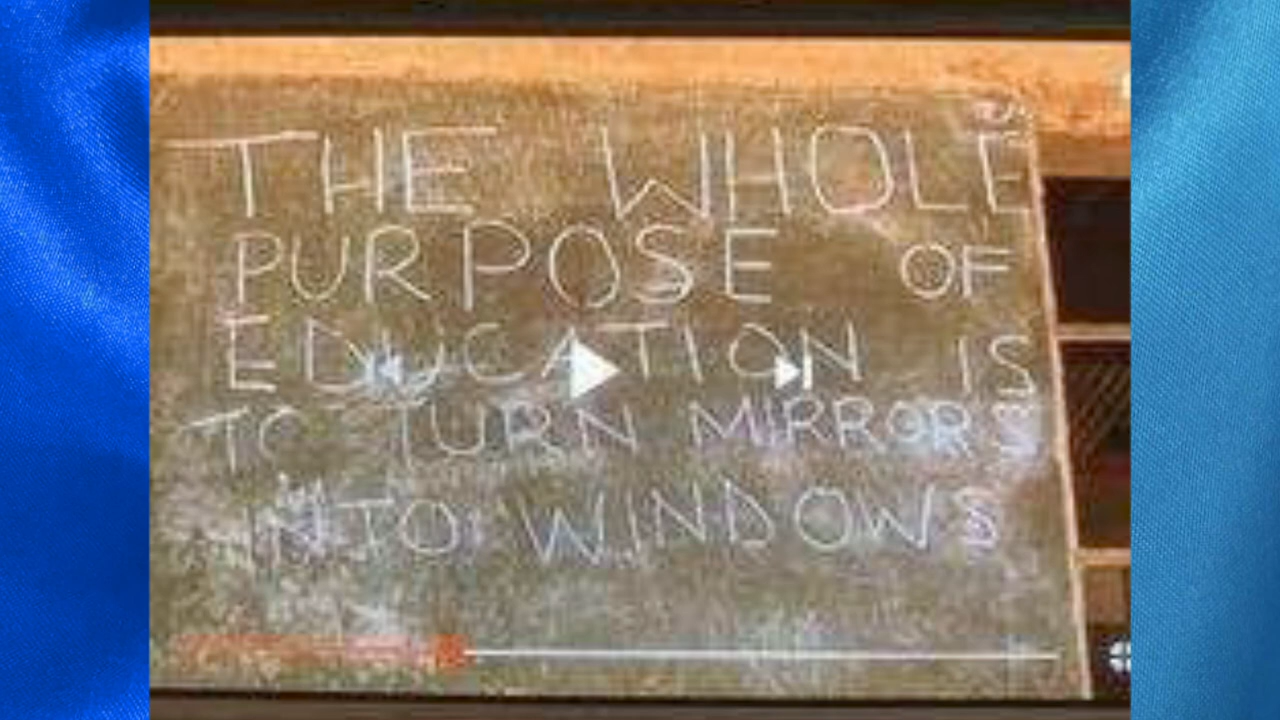 THE WHOLE
PURPOSE OF
EDUCATION IS
TO TURN MIRRORS
INTO WINDOWS